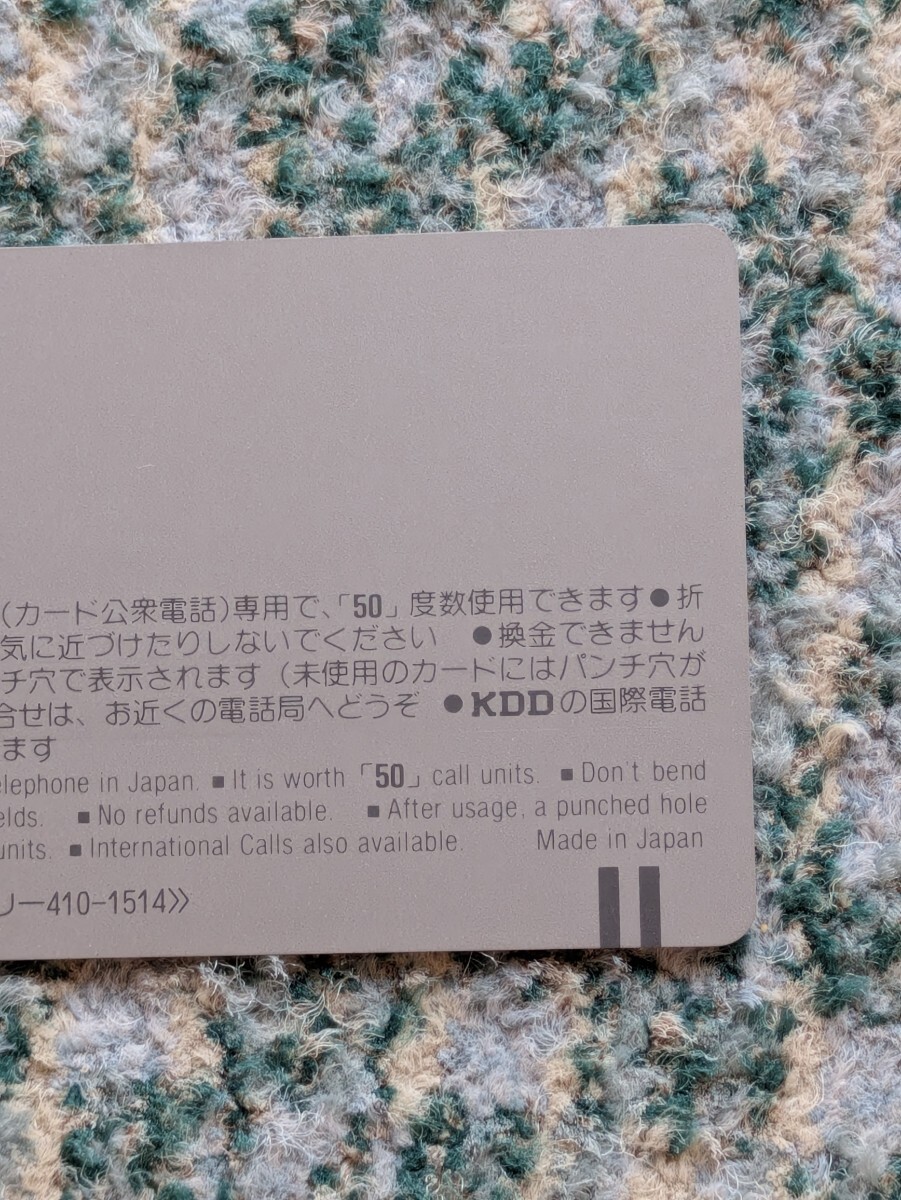 (カード公衆電話)専用で、「50」度数使用できます●折
気に近づけたりしないでください ●換金できません
チ穴で表示されます(未使用のカードにはパンチ穴が
合せは、お近くの電話局へどうぞ ●KDDの国際電話
ます
elephone in Japan. ■It is worth「50」call units. ■Don't bend
elds. ■No refunds available. ■After usage, a punched hole
units. ■International Calls also available. Made in Japan
リー410-1514》